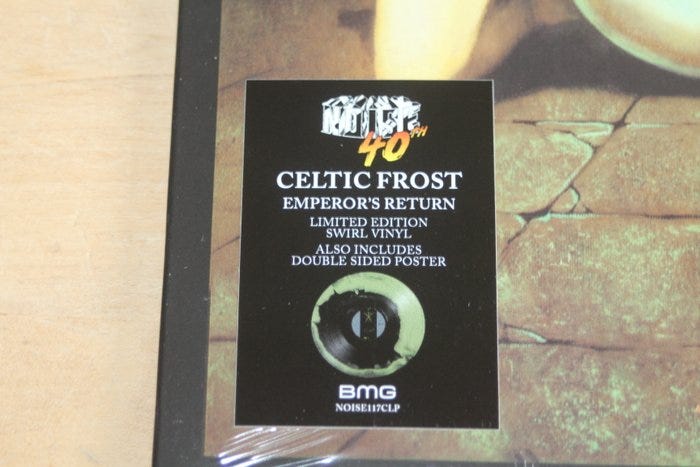 NOISE
40TH
CELTIC FROST
EMPEROR'S RETURN
LIMITED EDITION
SWIRL VINYL
ALSO INCLUDES
DOUBLE SIDED POSTER
BMG
NOISE117CLP